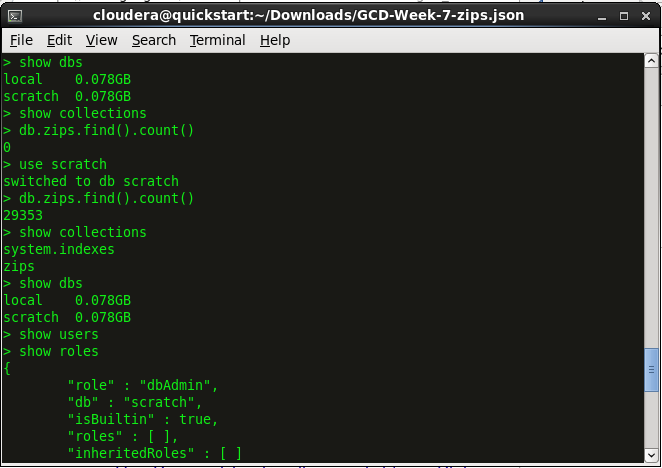 cloudera@quickstart:~/Downloads/GCD-Week-7-zips.json
File Edit View Search Terminal Help
> show dbs
local    0.078GB
scratch  0.078GB
> show collections
> db.zips.find().count()
0
> use scratch
switched to db scratch
> db.zips.find().count()
29353
> show collections
system.indexes
zips
> show dbs
local    0.078GB
scratch  0.078GB
> show users
> show roles
{
        "role" : "dbAdmin",
        "db" : "scratch",
        "isBuiltin" : true,
        "roles" : [ ],
        "inheritedRoles" : [ ]